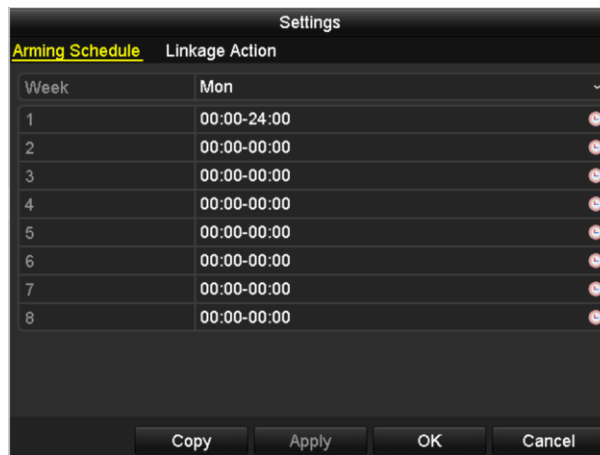 Settings
Arming Schedule Linkage Action
Week Mon
1 00:00-24:00
2 00:00-00:00
3 00:00-00:00
4 00:00-00:00
5 00:00-00:00
6 00:00-00:00
7 00:00-00:00
8 00:00-00:00
Copy Apply OK Cancel